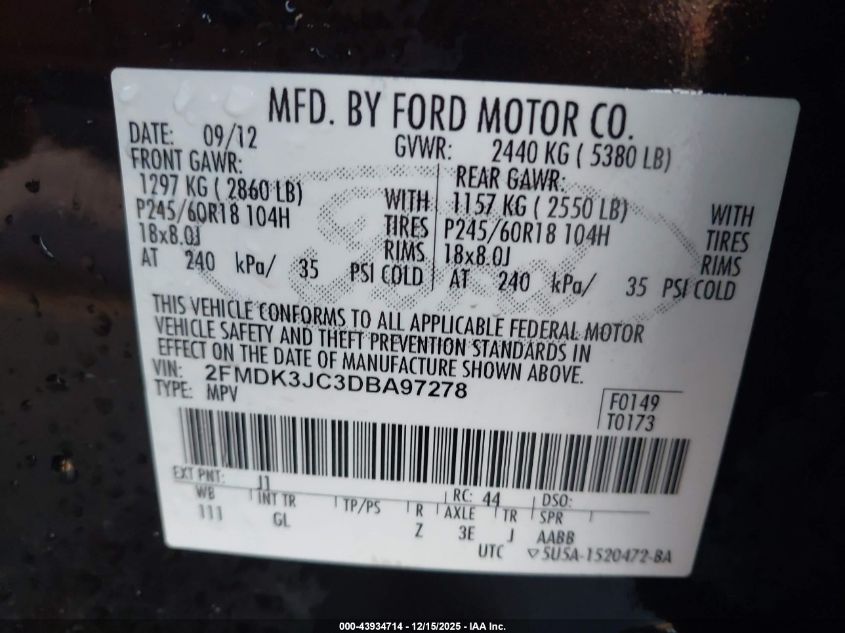 MFD. BY FORD MOTOR CO.
DATE: 09/12 GVWR: 2440 KG ( 5380 LB)
FRONT GAWR: REAR GAWR:
1297 KG ( 2860 LB) WITH 1157 KG ( 2550 LB) WITH
P245/60R18 104H TIRES P245/60R18 104H TIRES
18x8.0J RIMS 18x8.0J RIMS
AT 240 kPa/ 35 PSI COLD AT 240 kPa/ 35 PSI COLD
THIS VEHICLE CONFORMS TO ALL APPLICABLE FEDERAL MOTOR
VEHICLE SAFETY AND THEFT PREVENTION STANDARDS IN
EFFECT ON THE DATE OF MANUFACTURE SHOWN ABOVE.
VIN: 2FMDK3JC3DBA97278
TYPE: MPV
F0149
T0173
EXT PNT: J1 RC: 44 DSO:
WB INT TR TP/PS R AXLE TR SPR
111 GL Z 3E J AABB
UTC ▽5U5A-1520472-BA
000-43934714 - 12/15/2025 - IAA Inc.